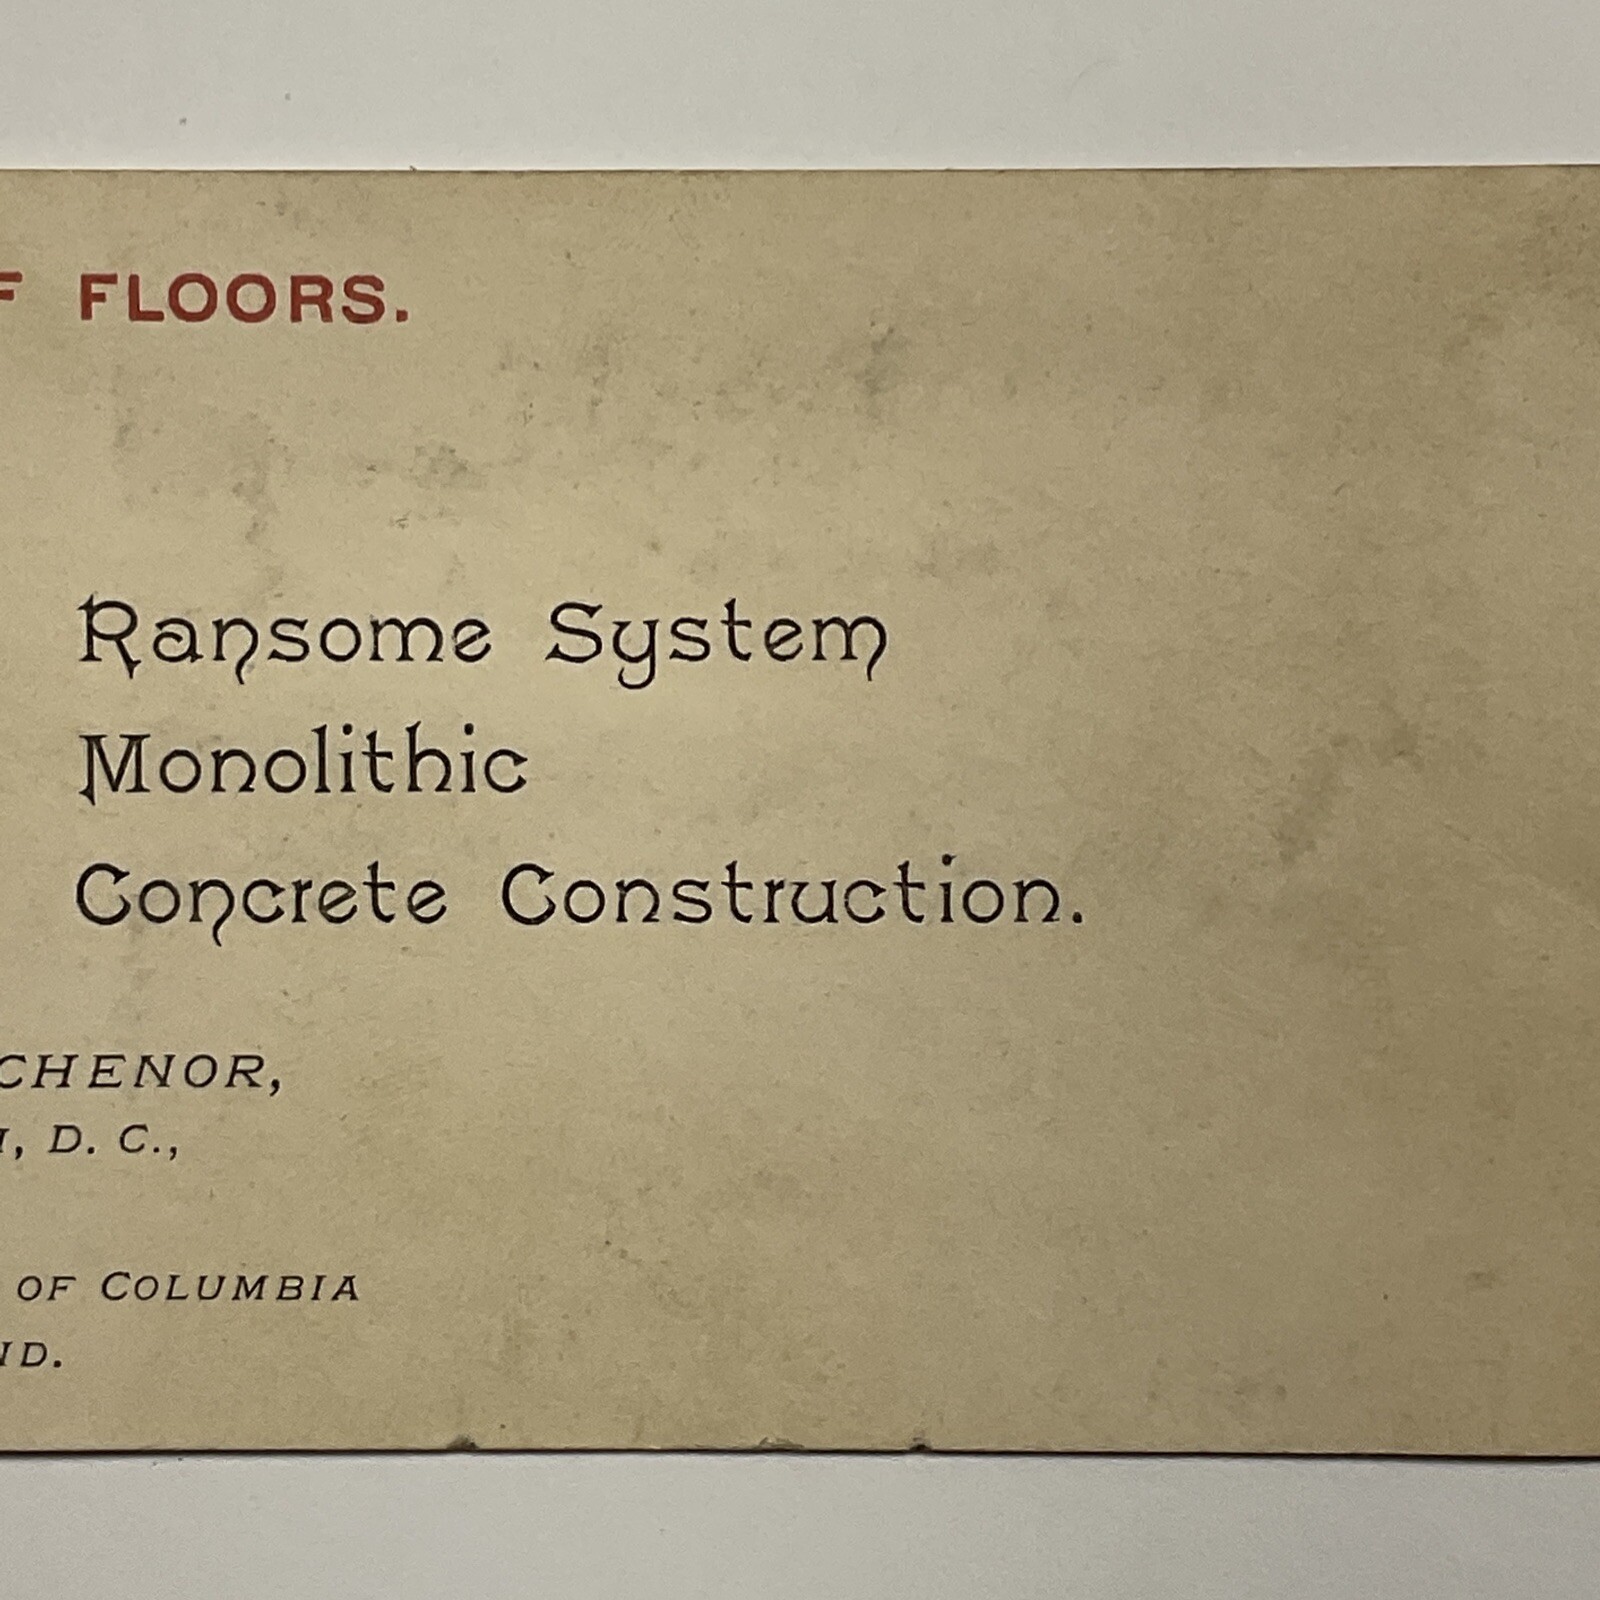 F FLOORS.
Ransome System
Monolithic
Concrete Construction.
CHENOR,
, D. C.,
OF COLUMBIA
D.